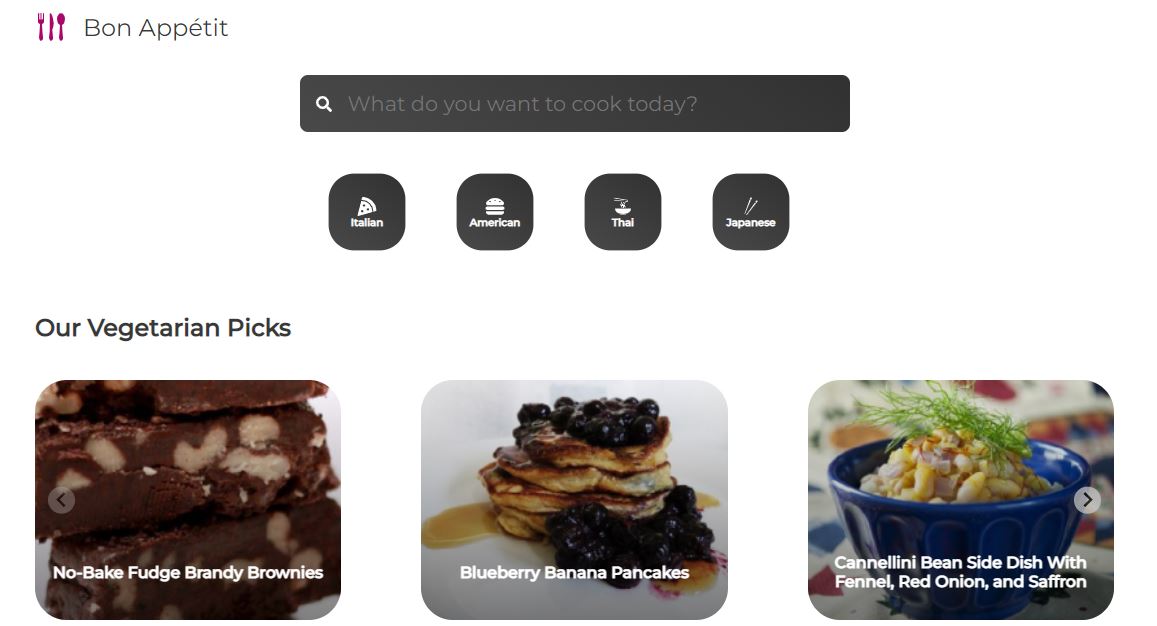 Bon Appétit
What do you want to cook today?
Italian
American
Thai
Japanese
Our Vegetarian Picks
No-Bake Fudge Brandy Brownies
Blueberry Banana Pancakes
Cannellini Bean Side Dish With
Fennel, Red Onion, and Saffron